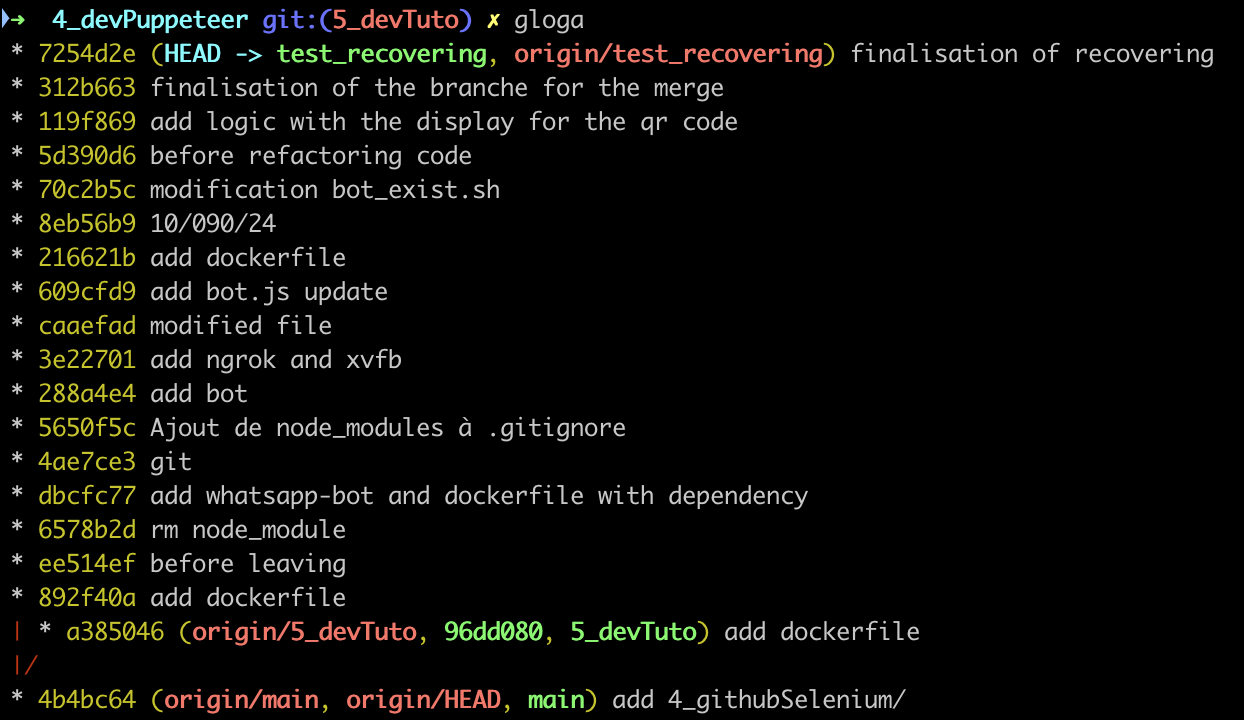 ➜  4_devPuppeteer git:(5_devTuto) ✗ gloga
* 7254d2e (HEAD -> test_recovering, origin/test_recovering) finalisation of recovering
* 312b663 finalisation of the branche for the merge
* 119f869 add logic with the display for the qr code
* 5d390d6 before refactoring code
* 70c2b5c modification bot_exist.sh
* 8eb56b9 10/090/24
* 216621b add dockerfile
* 609cfd9 add bot.js update
* caaefad modified file
* 3e22701 add ngrok and xvfb
* 288a4e4 add bot
* 5650f5c Ajout de node_modules à .gitignore
* 4ae7ce3 git
* dbcfc77 add whatsapp-bot and dockerfile with dependency
* 6578b2d rm node_module
* ee514ef before leaving
* 892f40a add dockerfile
| * a385046 (origin/5_devTuto, 96dd080, 5_devTuto) add dockerfile
|/
* 4b4bc64 (origin/main, origin/HEAD, main) add 4_githubSelenium/